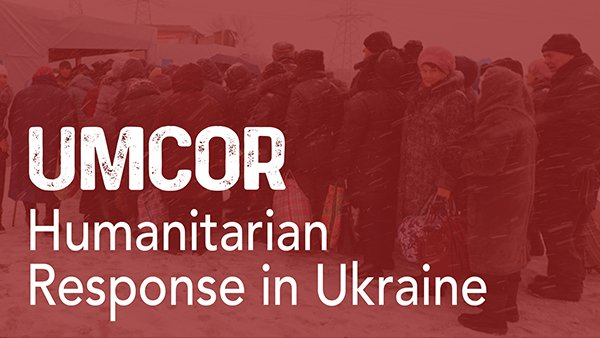 UMCOR
Humanitarian
Response in Ukraine